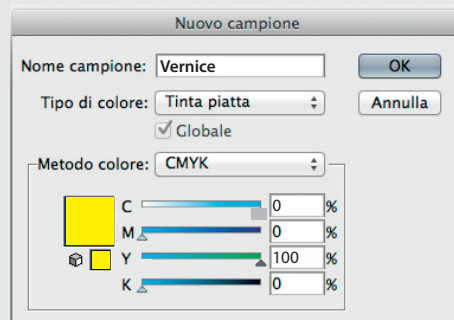 Nuovo campione
Nome campione: Vernice OK
Tipo di colore: Tinta piatta Annulla
Globale
Metodo colore: CMYK
C 0 %
M 0 %
Y 100 %
K 0 %